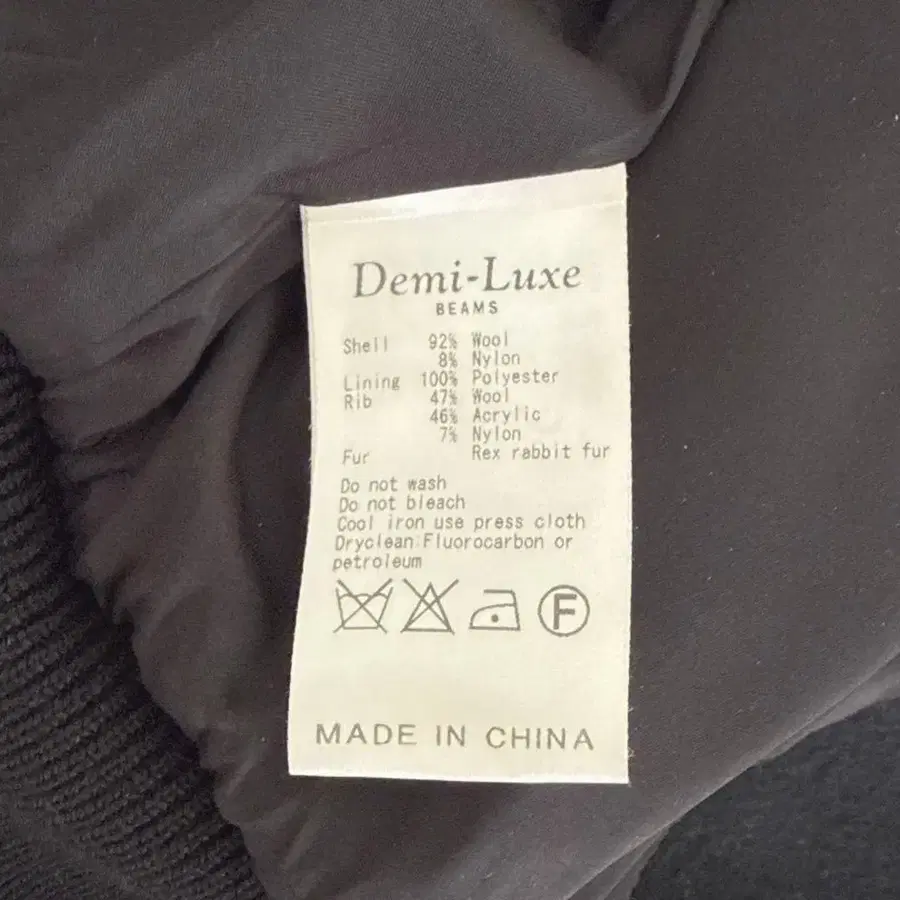 Demi-Luxe
BEAMS
Shell 92% Wool
8% Nylon
Lining 100% Polyester
Rib 47% Wool
46% Acrylic
7% Nylon
Fur Rex rabbit fur
Do not wash
Do not bleach
Cool iron use press cloth
Dryclean:Fluorocarbon or
petroleum
F
MADE IN CHINA